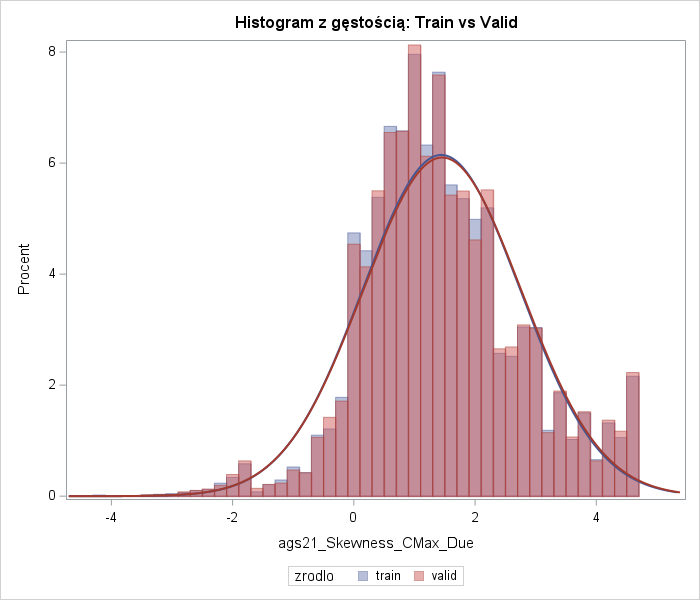 Histogram z gęstością: Train vs Valid
8
6
4
2
0
Procent
-4 -2 0 2 4
ags21_Skewness_CMax_Due
zrodlo train valid